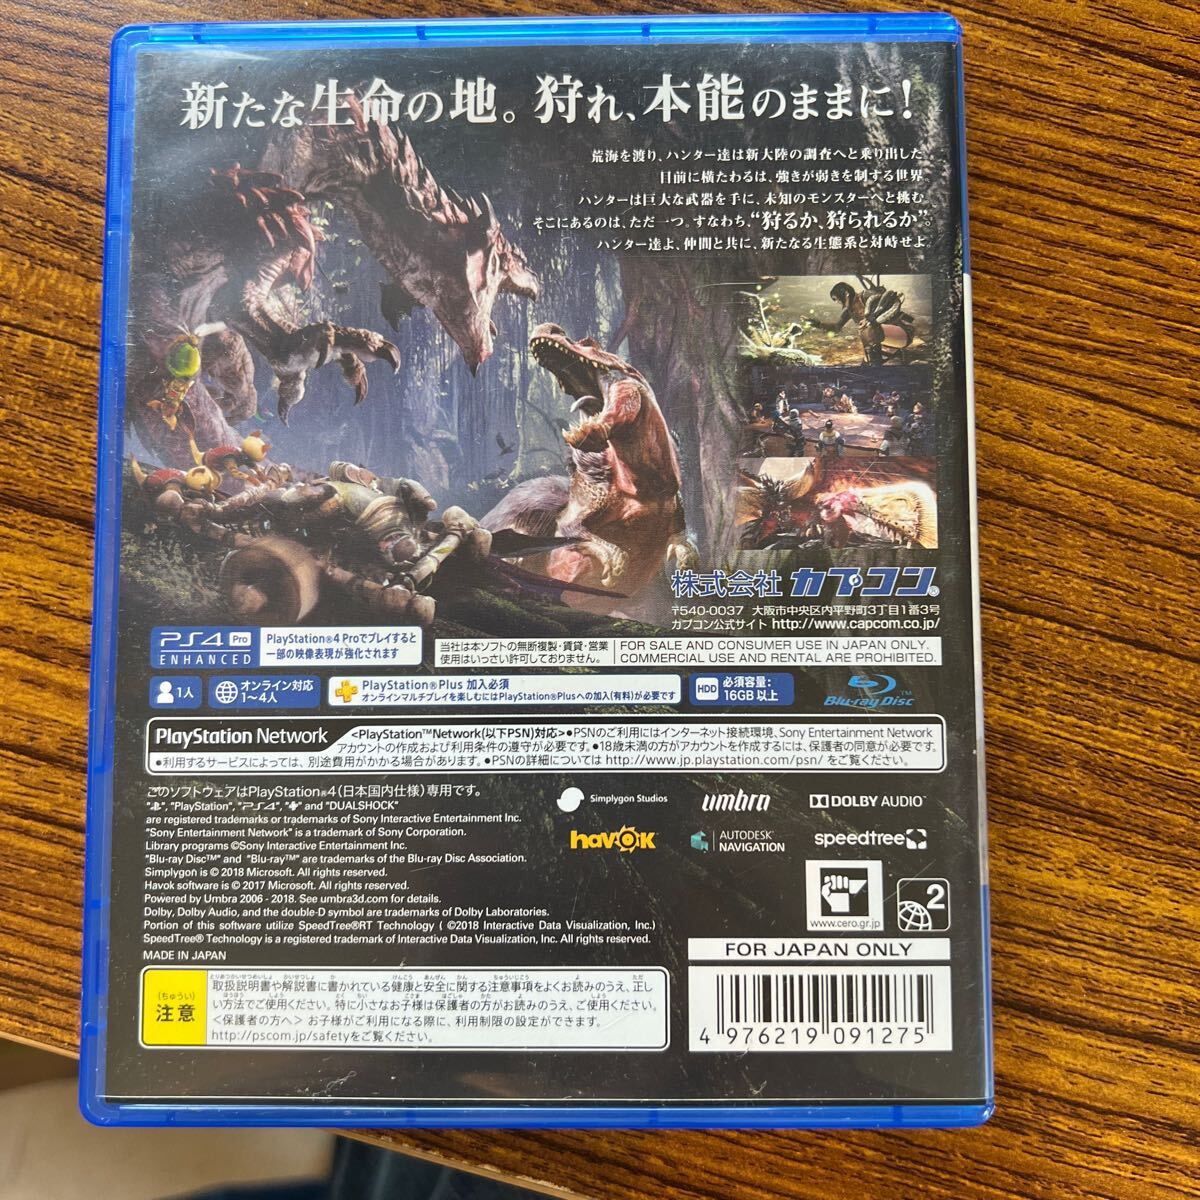 新たな生命の地。狩れ、本能のままに!
荒海を渡り、ハンター達は新大陸の調査へと乗り出した
目前に横たわるは、強きが弱きを制する世界
ハンターは巨大な武器を手に、未知のモンスターへと挑む
そこにあるのは、ただ一つ。すなわち、“狩るか、狩られるか”。
ハンター達よ、仲間と共に、新たなる生態系と対峙せよ
株式会社 カプコン®
〒540-0037 大阪市中央区内平野町3丁目1番3号
カプコン公式サイト http://www.capcom.co.jp/
PS4 Pro
ENHANCED
PlayStation®4 Proでプレイすると
一部の映像表現が強化されます
当社は本ソフトの無断複製・賃貸・営業
使用はいっさい許可しておりません。
FOR SALE AND CONSUMER USE IN JAPAN ONLY.
COMMERCIAL USE AND RENTAL ARE PROHIBITED.
1人
オンライン対応
1~4人
PlayStation®Plus 加入必須
オンラインマルチプレイを楽しむにはPlayStation®Plusへの加入(有料)が必要です
HDD
必須容量:
16GB以上
Blu-ray Disc™
PlayStation Network
<PlayStation™Network(以下PSN)対応>●PSNのご利用にはインターネット接続環境、Sony Entertainment Network
アカウントの作成および利用条件の遵守が必要です。●18歳未満の方がアカウントを作成するには、保護者の同意が必要です。
●利用するサービスによっては、別途費用がかかる場合があります。●PSNの詳細については http://www.jp.playstation.com/psn/ をご覧ください。
このソフトウェアはPlayStation®4(日本国内仕様)専用です。
" ", "PlayStation", "PS4", " " and "DUALSHOCK"
are registered trademarks or trademarks of Sony Interactive Entertainment Inc.
"Sony Entertainment Network" is a trademark of Sony Corporation.
Library programs ©Sony Interactive Entertainment Inc.
"Blu-ray Disc™" and "Blu-ray™" are trademarks of the Blu-ray Disc Association.
Simplygon is © 2018 Microsoft. All rights reserved.
Havok software is © 2017 Microsoft. All rights reserved.
Powered by Umbra 2006 - 2018. See umbra3d.com for details.
Dolby, Dolby Audio, and the double-D symbol are trademarks of Dolby Laboratories.
Portion of this software utilize SpeedTree®RT Technology ( ©2018 Interactive Data Visualization, Inc.)
SpeedTree® Technology is a registered trademark of Interactive Data Visualization, Inc. All rights reserved.
MADE IN JAPAN
Simplygon Studios
umbra
DOLBY AUDIO™
havok
AUTODESK
NAVIGATION
speedtree
www.cero.gr.jp
2
FOR JAPAN ONLY
4 976219 091275
(ちゅうい)
注意
取扱説明書や解説書に書かれている健康と安全に関する注意事項をよくお読みのうえ、正し
い方法でご使用ください。特に小さなお子様は保護者の方がお読みのうえ、ご使用ください。
<保護者の方へ> お子様がご利用になる際に、利用制限の設定ができます。
http://pscom.jp/safetyをご覧ください。